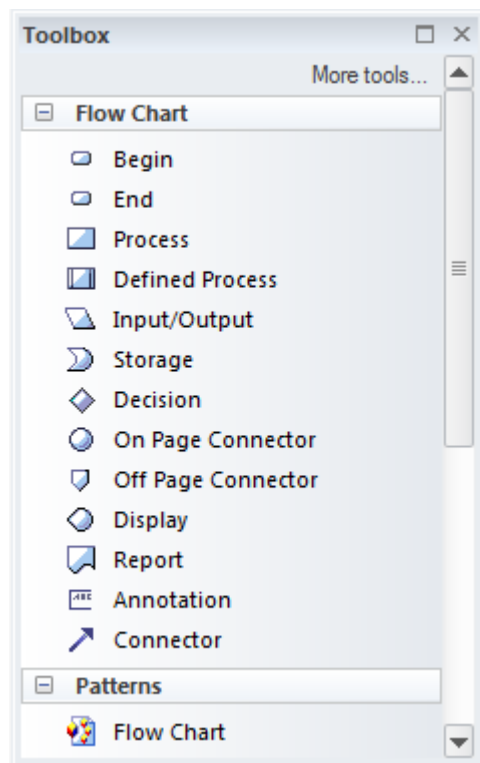 Toolbox
More tools...
Flow Chart
Begin
End
Process
Defined Process
Input/Output
Storage
Decision
On Page Connector
Off Page Connector
Display
Report
Annotation
Connector
Patterns
Flow Chart